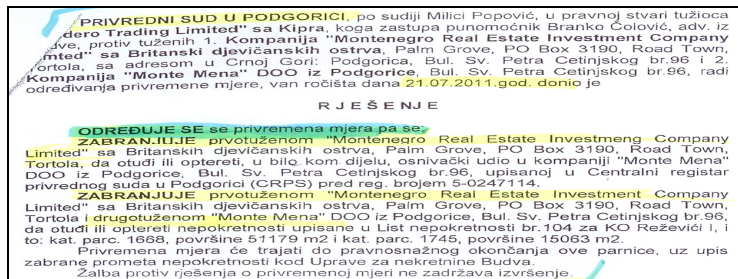 PRIVREDNI SUD U PODGORICI, po sudiji Milici Popović, u pravnoj stvari tužioca
dero Trading Limited" sa Kipra, koga zastupa punomoćnik Branko Čolović, adv. iz
dve, protiv tuženih 1. Kompanija "Montenegro Real Estate Investment Company
mted" sa Britanski djevičanskih ostrva, Palm Grove, PO Box 3190, Road Town,
Tortola, sa adresom u Crnoj Gori: Podgorica, Bul. Sv. Petra Cetinjskog br.96 i 2.
Kompanija "Monte Mena" DOO iz Podgorice, Bul. Sv. Petra Cetinjskog br.96, radi
određivanja privremene mjere, van ročišta dana 21.07.2011.god. donio je
RJEŠENJE
ODREĐUJE SE se privremena mjera pa se:
ZABRANJUJE prvotuženom "Montenegro Real Estate Investmeng Company
Limited" sa Britanskih djevičanskih ostrva, Palm Grove, PO Box 3190, Road Town,
Tortola, da otuđi ili optereti, u bilo kom dijelu, osnivački udio u kompaniji "Monte Mena"
DOO iz Podgorice, Bul. Sv. Petra Cetinjskog br.96, upisanoj u Centralni registar
privrednog suda u Podgorici (CRPS) pred reg. brojem 5-0247114.
ZABRANJUJE prvotuženom "Montenegro Real Estate Investment Company
Limited" sa Britanskih djevičanskih ostrva, Palm Grove, PO Box 3190, Road Town,
Tortola i drugotuženom "Monte Mena" DOO iz Podgorice, Bul. Sv. Petra Cetinjskog br.96,
da otuđi ili optereti nepokretnosti upisane u List nepokretnosti br.104 za KO Reževići I, i
to: kat. parc. 1668, površine 51179 m2 i kat. parc. 1745, površine 15063 m2.
Privremena mjera će trajati do pravnosnažnog okončanja ove parnice, uz upis
zabrane prometa nepokretnosti kod Uprave za nekretnine Budva.
Žalba protiv rješenja o privremenoj mjeri ne zadržava izvršenje.